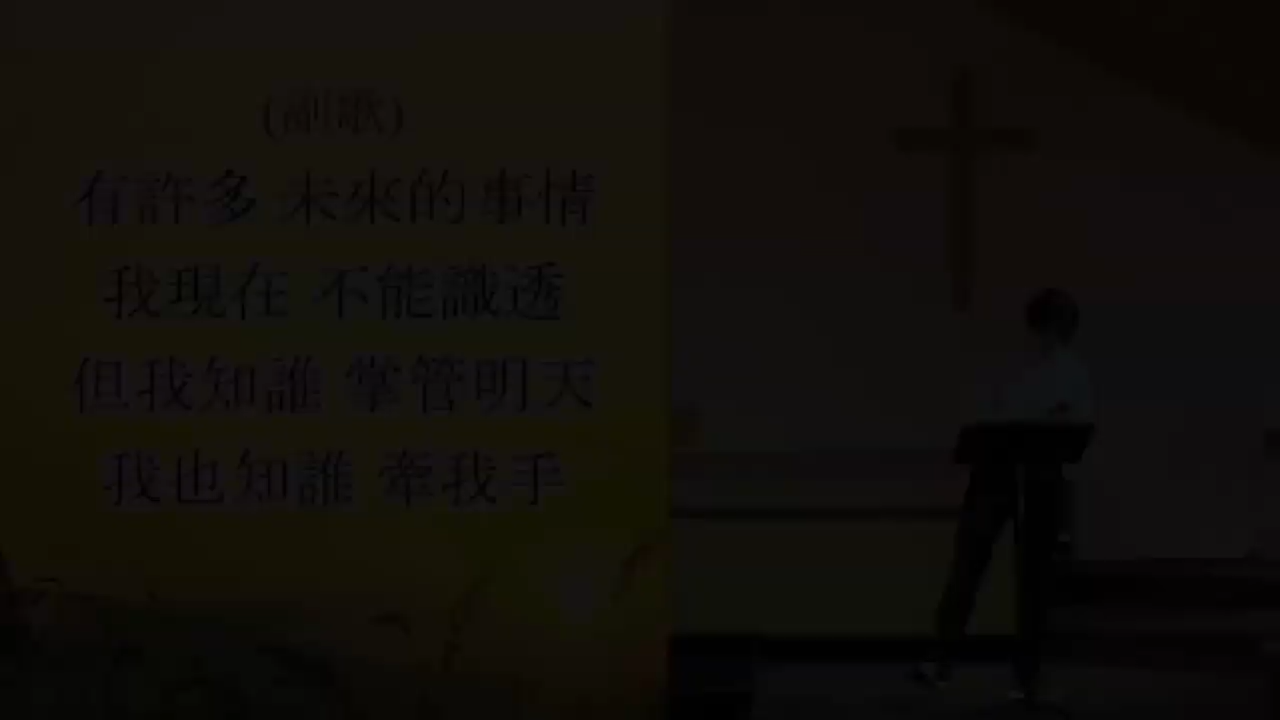 (副歌)
有許多 未來的事情
我現在 不能識透
但我知誰 掌管明天
我也知誰 牽我手